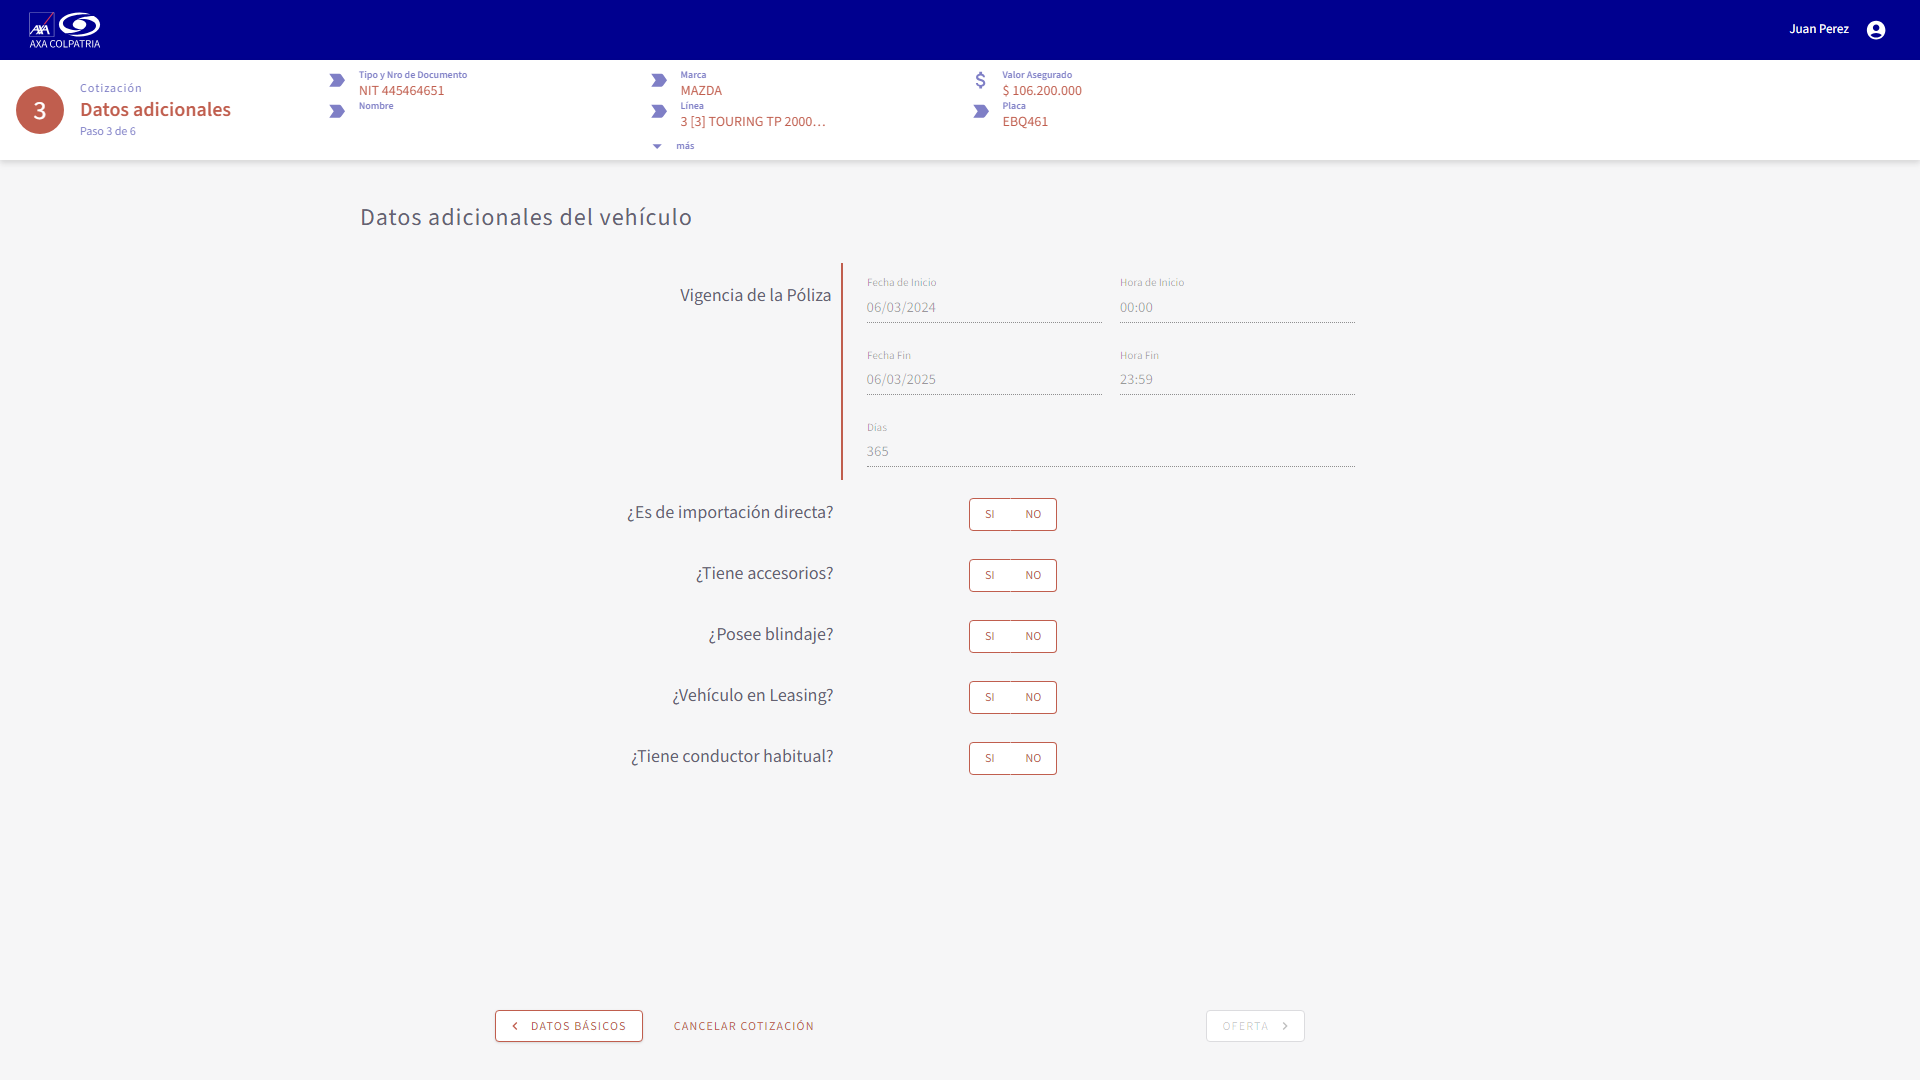 AXA
AXA COLPATRIA
Juan Perez
3
Cotización
Datos adicionales
Paso 3 de 6
Tipo y Nro de Documento
NIT 445464651
Nombre
Marca
MAZDA
Línea
3 [3] TOURING TP 2000...
más
$
Valor Asegurado
$ 106.200.000
Placa
EBQ461
Datos adicionales del vehículo
Vigencia de la Póliza
Fecha de Inicio
06/03/2024
Hora de Inicio
00:00
Fecha Fin
06/03/2025
Hora Fin
23:59
Días
365
¿Es de importación directa? SI NO
¿Tiene accesorios? SI NO
¿Posee blindaje? SI NO
¿Vehículo en Leasing? SI NO
¿Tiene conductor habitual? SI NO
DATOS BÁSICOS
CANCELAR COTIZACIÓN
OFERTA